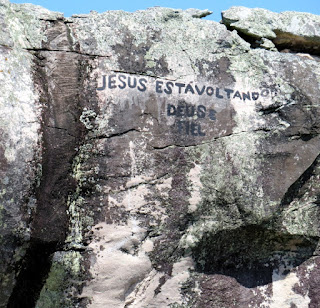 JESUS ESTÁ VOLTANDO
DEUS É
FIEL